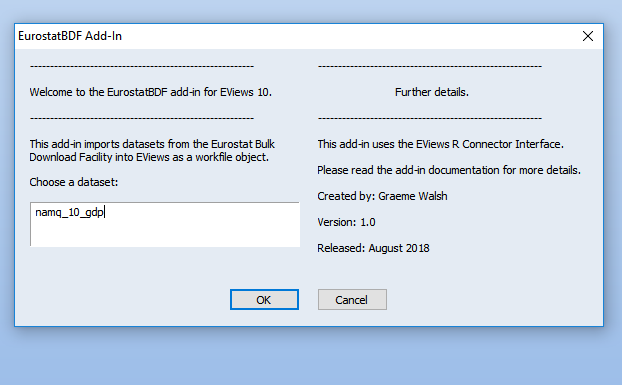 EurostatBDF Add-In
--------------------------------------------------------
Welcome to the EurostatBDF add-in for EViews 10.
--------------------------------------------------------
This add-in imports datasets from the Eurostat Bulk
Download Facility into EViews as a workfile object.
Choose a dataset:
namq_10_gdp
--------------------------------------------------------
Further details.
--------------------------------------------------------
This add-in uses the EViews R Connector Interface.
Please read the add-in documentation for more details.
Created by: Graeme Walsh
Version: 1.0
Released: August 2018
OK
Cancel